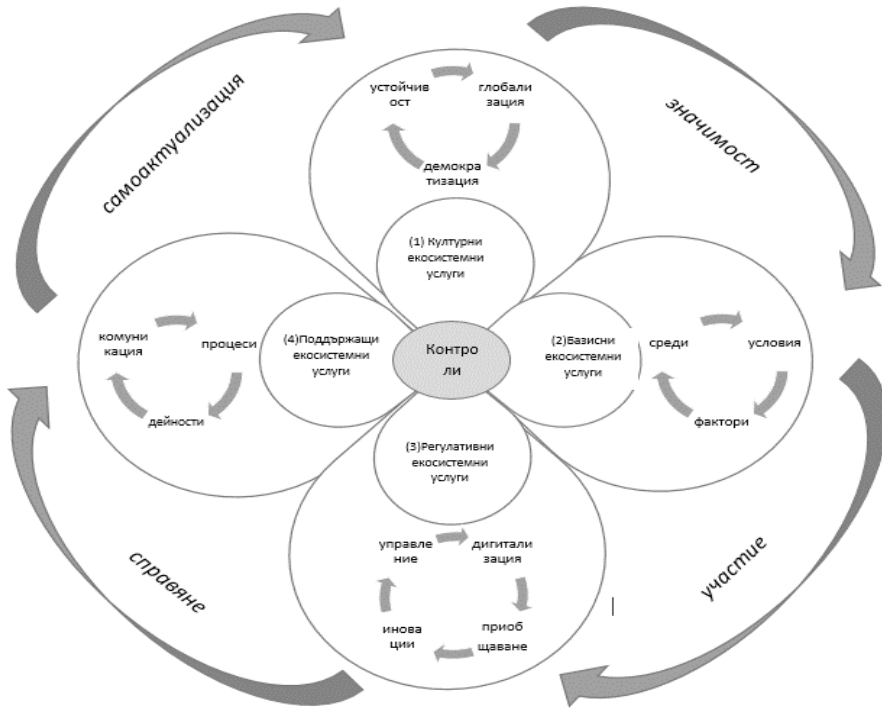 самоактуализация
значимост
устойчив
ост
глобали
зация
демокра
тизация
(1) Културни
екосистемни
услуги
комуни
кация
процеси
дейности
(4)Поддържащи
екосистемни
услуги
Контро
ли
(2)Базисни
екосистемни
услуги
среди
условия
фактори
(3)Регулативни
екосистемни
услуги
управле
ние
дигитали
зация
инова
ции
приоб
щаване
справяне
участие